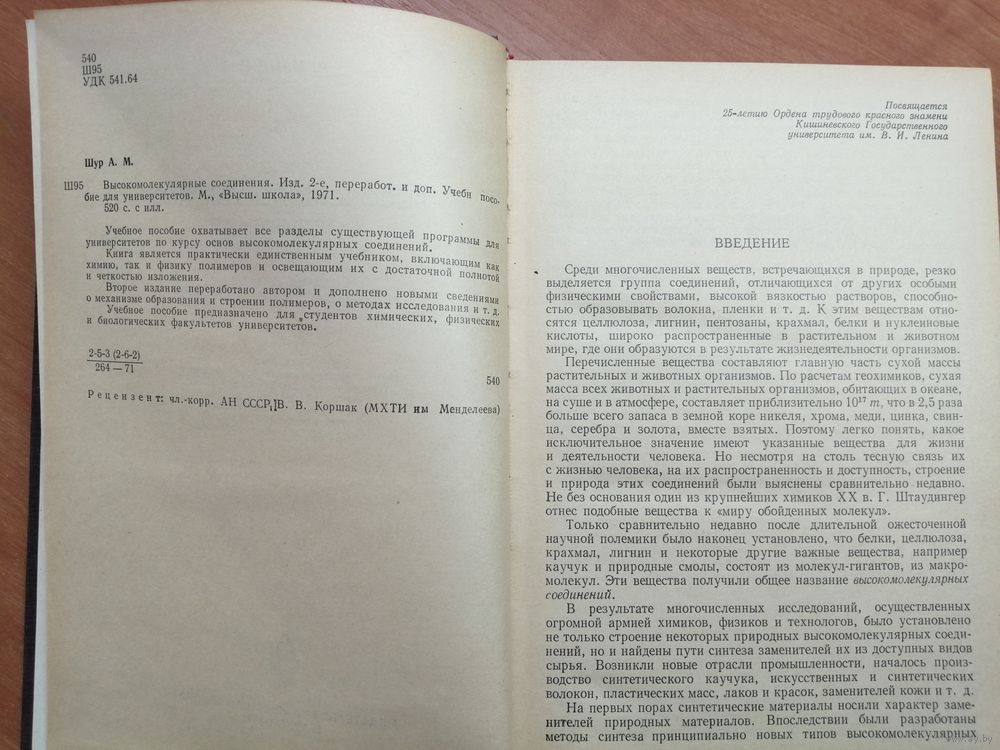 540
Ш95
УДК 541.64
Шур А. М.
Ш95 Высокомолекулярные соединения. Изд. 2-е, переработ. и доп. Учебн посо-
бие для университетов. М., «Высш. школа», 1971.
520 с. с илл.
Учебное пособие охватывает все разделы существующей программы для
университетов по курсу основ высокомолекулярных соединений.
Книга является практически единственным учебником, включающим как
химию, так и физику полимеров и освещающим их с достаточной полнотой
и четкостью изложения.
Второе издание переработано автором и дополнено новыми сведениями
о механизме образования и строении полимеров, о методах исследования и т. д.
Учебное пособие предназначено для студентов химических, физических
и биологических факультетов университетов.
2-5-3 (2-6-2)
264—71
540
Рецензент: чл.-корр. АН СССР В. В. Коршак (МХТИ им Менделеева)
Посвящается
25-летию Ордена трудового красного знамени
Кишиневского Государственного
университета им. В. И. Ленина
ВВЕДЕНИЕ
Среди многочисленных веществ, встречающихся в природе, резко
выделяется группа соединений, отличающихся от других особыми
физическими свойствами, высокой вязкостью растворов, способно-
стью образовывать волокна, пленки и т. д. К этим веществам отно-
сятся целлюлоза, лигнин, пентозаны, крахмал, белки и нуклеиновые
кислоты, широко распространенные в растительном и животном
мире, где они образуются в результате жизнедеятельности организмов.
Перечисленные вещества составляют главную часть сухой массы
растительных и животных организмов. По расчетам геохимиков, сухая
масса всех животных и растительных организмов, обитающих в океане,
на суше и в атмосфере, составляет приблизительно 10¹⁷ т, что в 2,5 раза
больше всего запаса в земной коре никеля, хрома, меди, цинка, свин-
ца, серебра и золота, вместе взятых. Поэтому легко понять, какое
исключительное значение имеют указанные вещества для жизни
и деятельности человека. Но несмотря на столь тесную связь их
с жизнью человека, на их распространенность и доступность, строение
и природа этих соединений были выяснены сравнительно недавно.
Не без основания один из крупнейших химиков XX в. Г. Штаудингер
отнес подобные вещества к «миру обойденных молекул».
Только сравнительно недавно после длительной ожесточенной
научной полемики было наконец установлено, что белки, целлюлоза,
крахмал, лигнин и некоторые другие важные вещества, например
каучук и природные смолы, состоят из молекул-гигантов, из макро-
молекул. Эти вещества получили общее название высокомолекулярных
соединений.
В результате многочисленных исследований, осуществленных
огромной армией химиков, физиков и технологов, было установлено
не только строение некоторых природных высокомолекулярных соеди-
нений, но и найдены пути синтеза заменителей их из доступных видов
сырья. Возникли новые отрасли промышленности, началось произ-
водство синтетического каучука, искусственных и синтетических
волокон, пластических масс, лаков и красок, заменителей кожи и т. д.
На первых порах синтетические материалы носили характер заме-
нителей природных материалов. Впоследствии были разработаны
методы синтеза принципиально новых типов высокомолекулярных